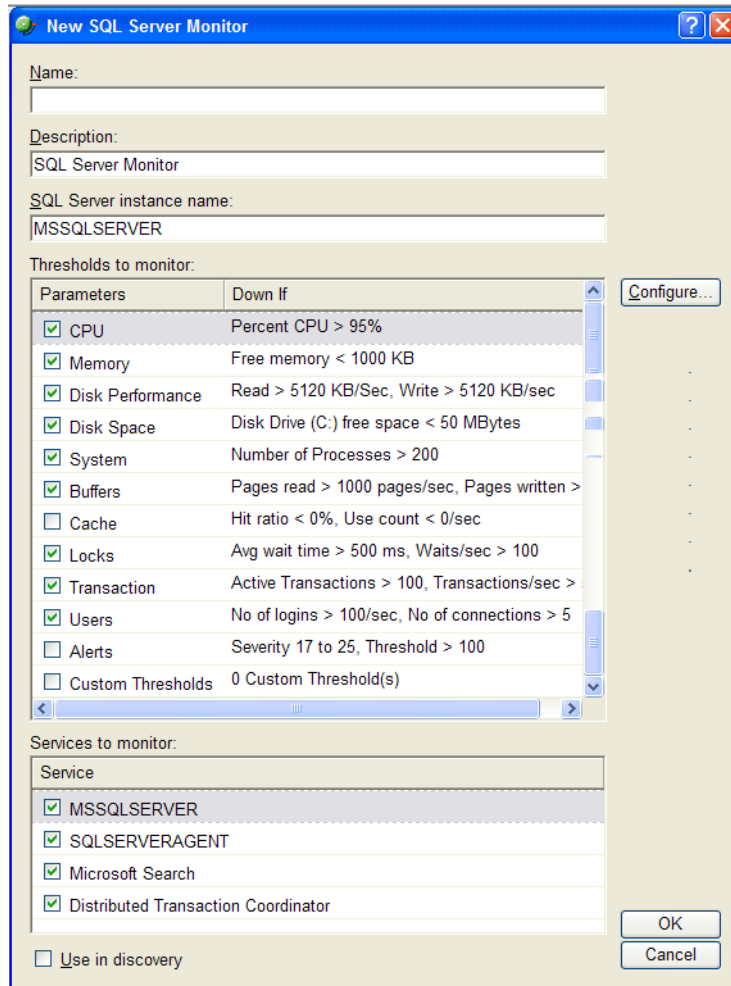 New SQL Server Monitor
Name:
Description:
SQL Server Monitor
SQL Server instance name:
MSSQLSERVER
Thresholds to monitor:
Parameters Down If
Configure...
CPU Percent CPU > 95%
Memory Free memory < 1000 KB
Disk Performance Read > 5120 KB/Sec, Write > 5120 KB/sec
Disk Space Disk Drive (C:) free space < 50 MBytes
System Number of Processes > 200
Buffers Pages read > 1000 pages/sec, Pages written >
Cache Hit ratio < 0%, Use count < 0/sec
Locks Avg wait time > 500 ms, Waits/sec > 100
Transaction Active Transactions > 100, Transactions/sec >
Users No of logins > 100/sec, No of connections > 5
Alerts Severity 17 to 25, Threshold > 100
Custom Thresholds 0 Custom Threshold(s)
Services to monitor:
Service
MSSQLSERVER
SQLSERVERAGENT
Microsoft Search
Distributed Transaction Coordinator
OK
Use in discovery
Cancel